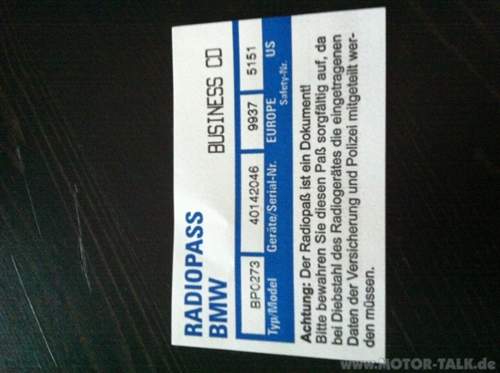 RADIOPASS
BMW
BUSINESS CD
BP0273 40142046 9937 5151
Typ/Model Geräte/Serial-Nr. EUROPE US
Safety-Nr.
Achtung: Der Radiopaß ist ein Dokument!
Bitte bewahren Sie diesen Paß sorgfältig auf, da
bei Diebstahl des Radiogerätes die eingetragenen
Daten der Versicherung und Polizei mitgeteilt wer-
den müssen.
www.MOTOR-TALK.de